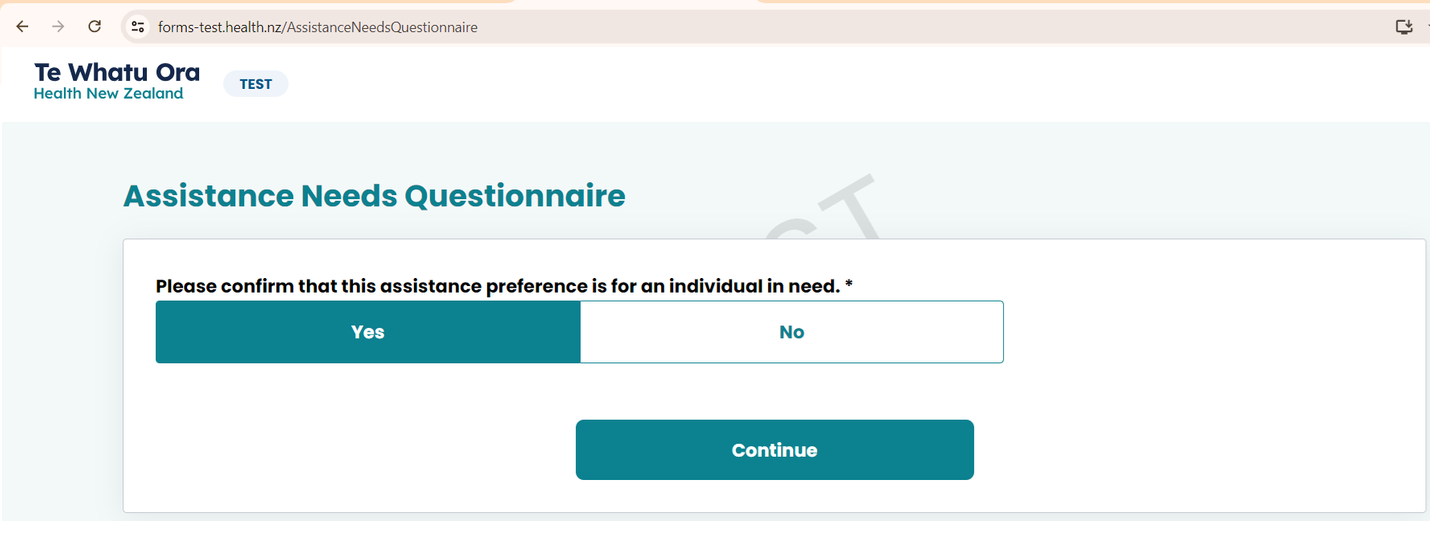 forms-test.health.nz/AssistanceNeedsQuestionnaire
Te Whatu Ora
Health New Zealand
TEST
Assistance Needs Questionnaire
ST
Please confirm that this assistance preference is for an individual in need. *
Yes
No
Continue